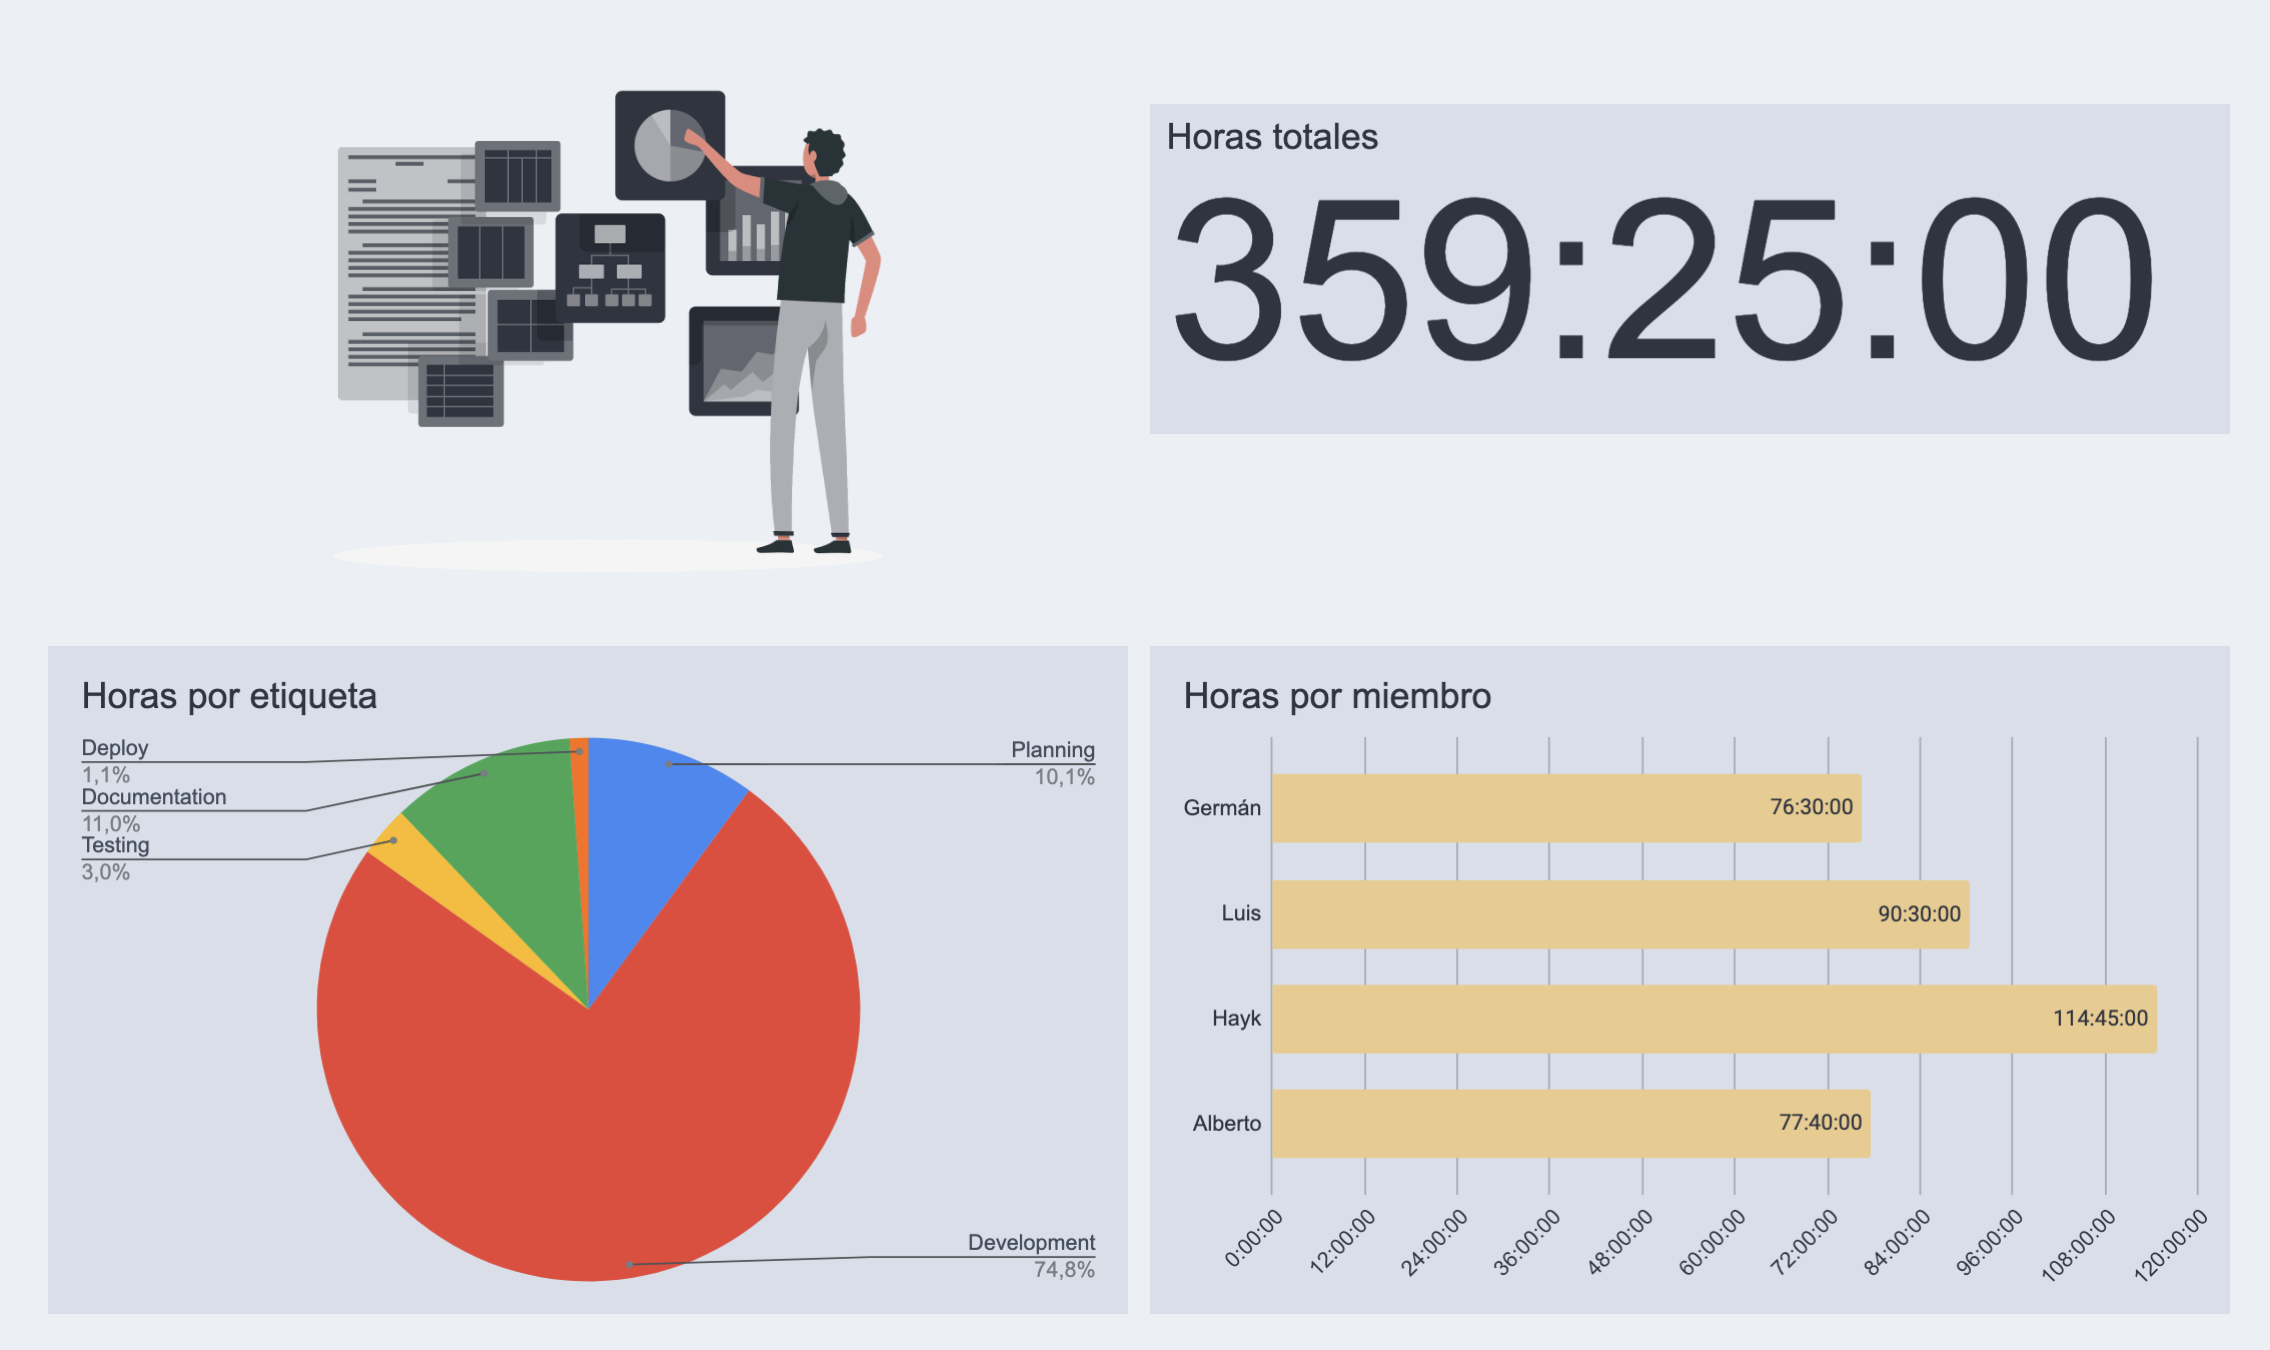 Horas totales
359:25:00
Horas por etiqueta
Deploy
1,1%
Documentation
11,0%
Testing
3,0%
Planning
10,1%
Development
74,8%
Horas por miembro
Germán
76:30:00
Luis
90:30:00
Hayk
114:45:00
Alberto
77:40:00
0:00:00
12:00:00
24:00:00
36:00:00
48:00:00
60:00:00
72:00:00
84:00:00
96:00:00
108:00:00
120:00:00